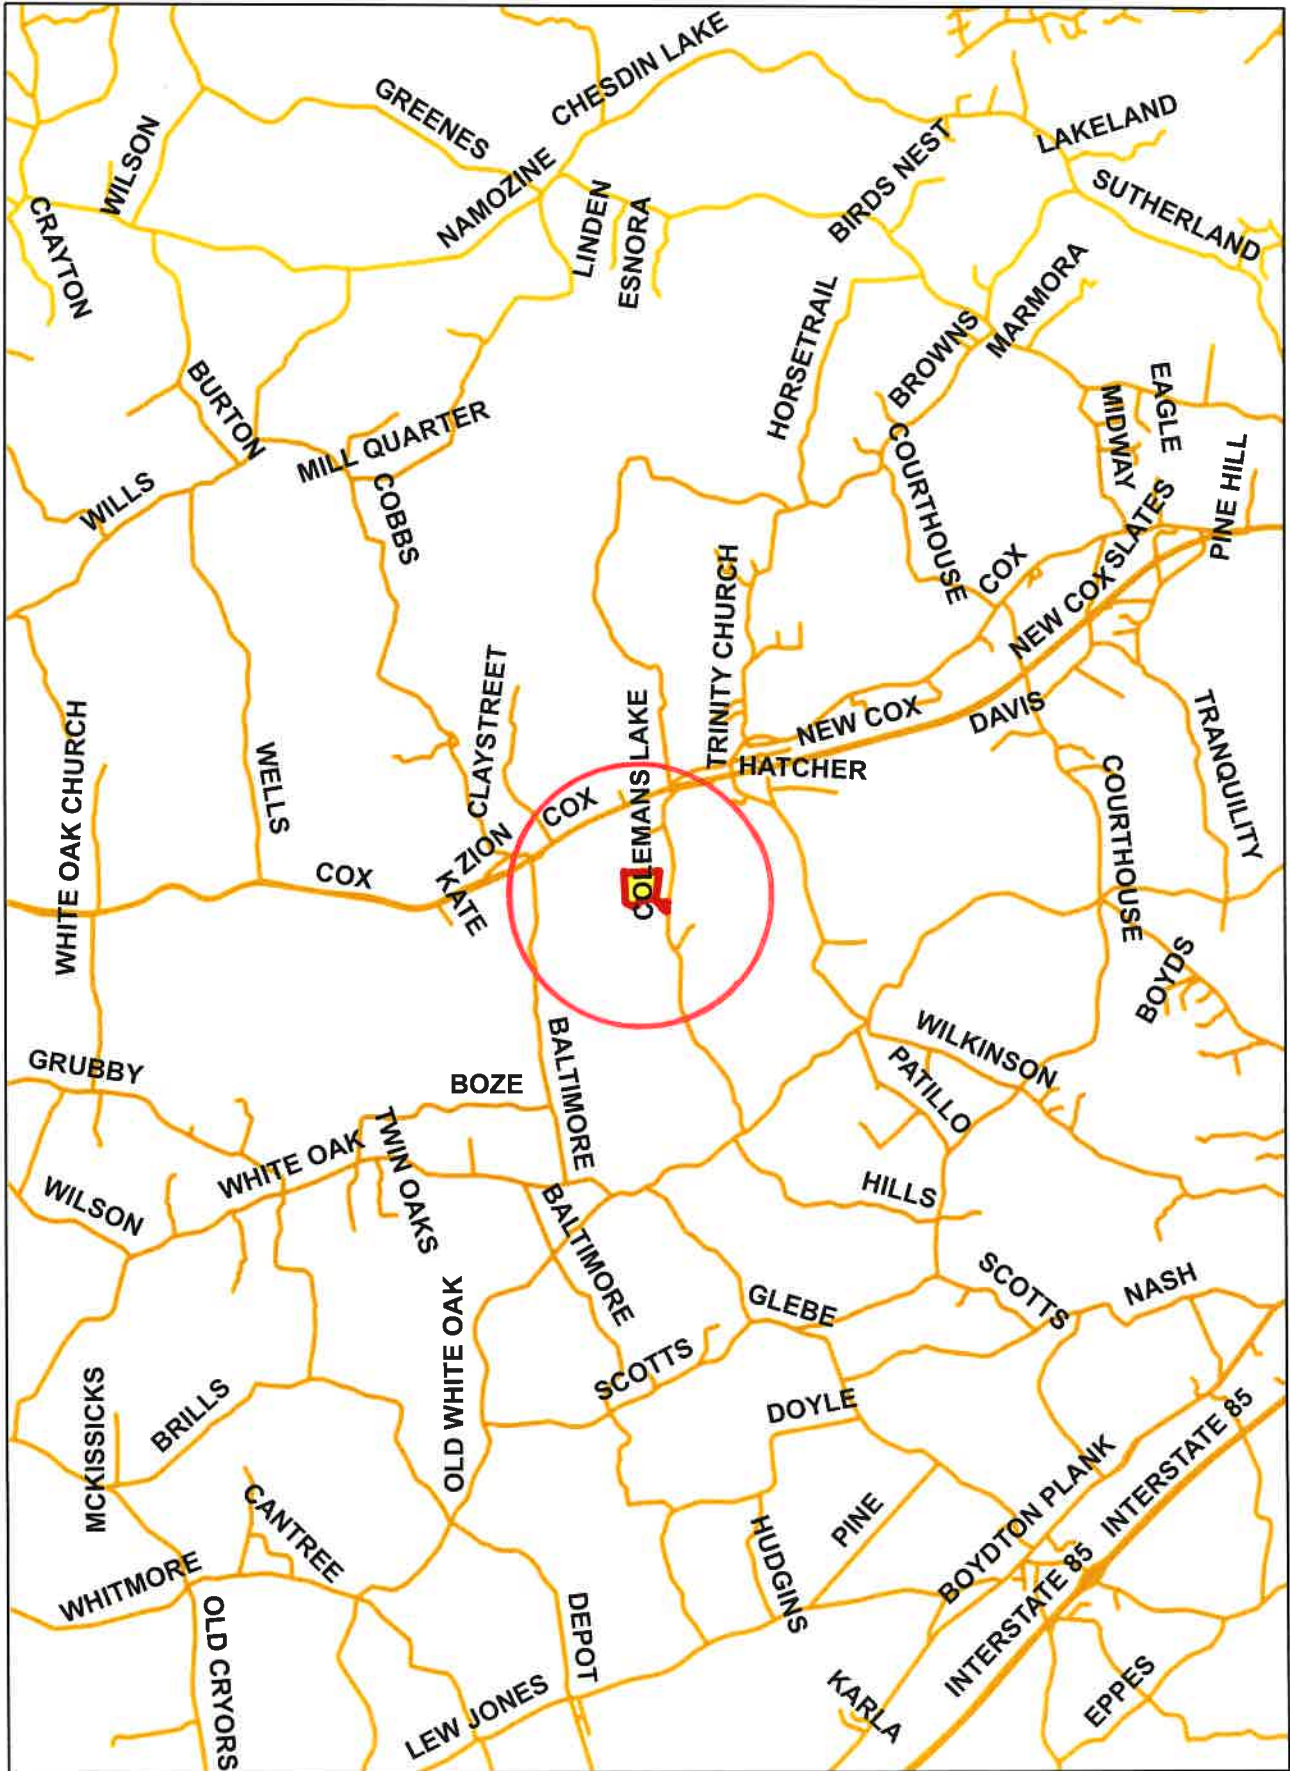 CHESDIN LAKE
GREENES
LAKELAND
WILSON
NAMOZINE
BIRDS NEST
SUTHERLAND
LINDEN
ESNORA
CRAYTON
MARMORA
HORSETRAIL
BROWNS
BURTON
EAGLE
MIDWAY
MILL QUARTER
COURTHOUSE
PINE HILL
WILLS
COBBS
SLATES
COX
TRINITY CHURCH
NEW COX
CLAYSTREET
COLEMANS LAKE
NEW COX
DAVIS
TRANQUILITY
WHITE OAK CHURCH
WELLS
HATCHER
COURTHOUSE
COX
ZION
COX
KATE
BOYDS
WILKINSON
GRUBBY
BOZE
BALTIMORE
PATILLO
TWIN OAKS
WHITE OAK
WILSON
HILLS
BALTIMORE
SCOTTS
NASH
OLD WHITE OAK
GLEBE
SCOTTS
MCKISSICKS
BRILLS
DOYLE
INTERSTATE 85
BOYDTON PLANK
CANTREE
PINE
HUDGINS
WHITMORE
INTERSTATE 85
OLD CRYORS
DEPOT
KARLA
EPPES
LEW JONES